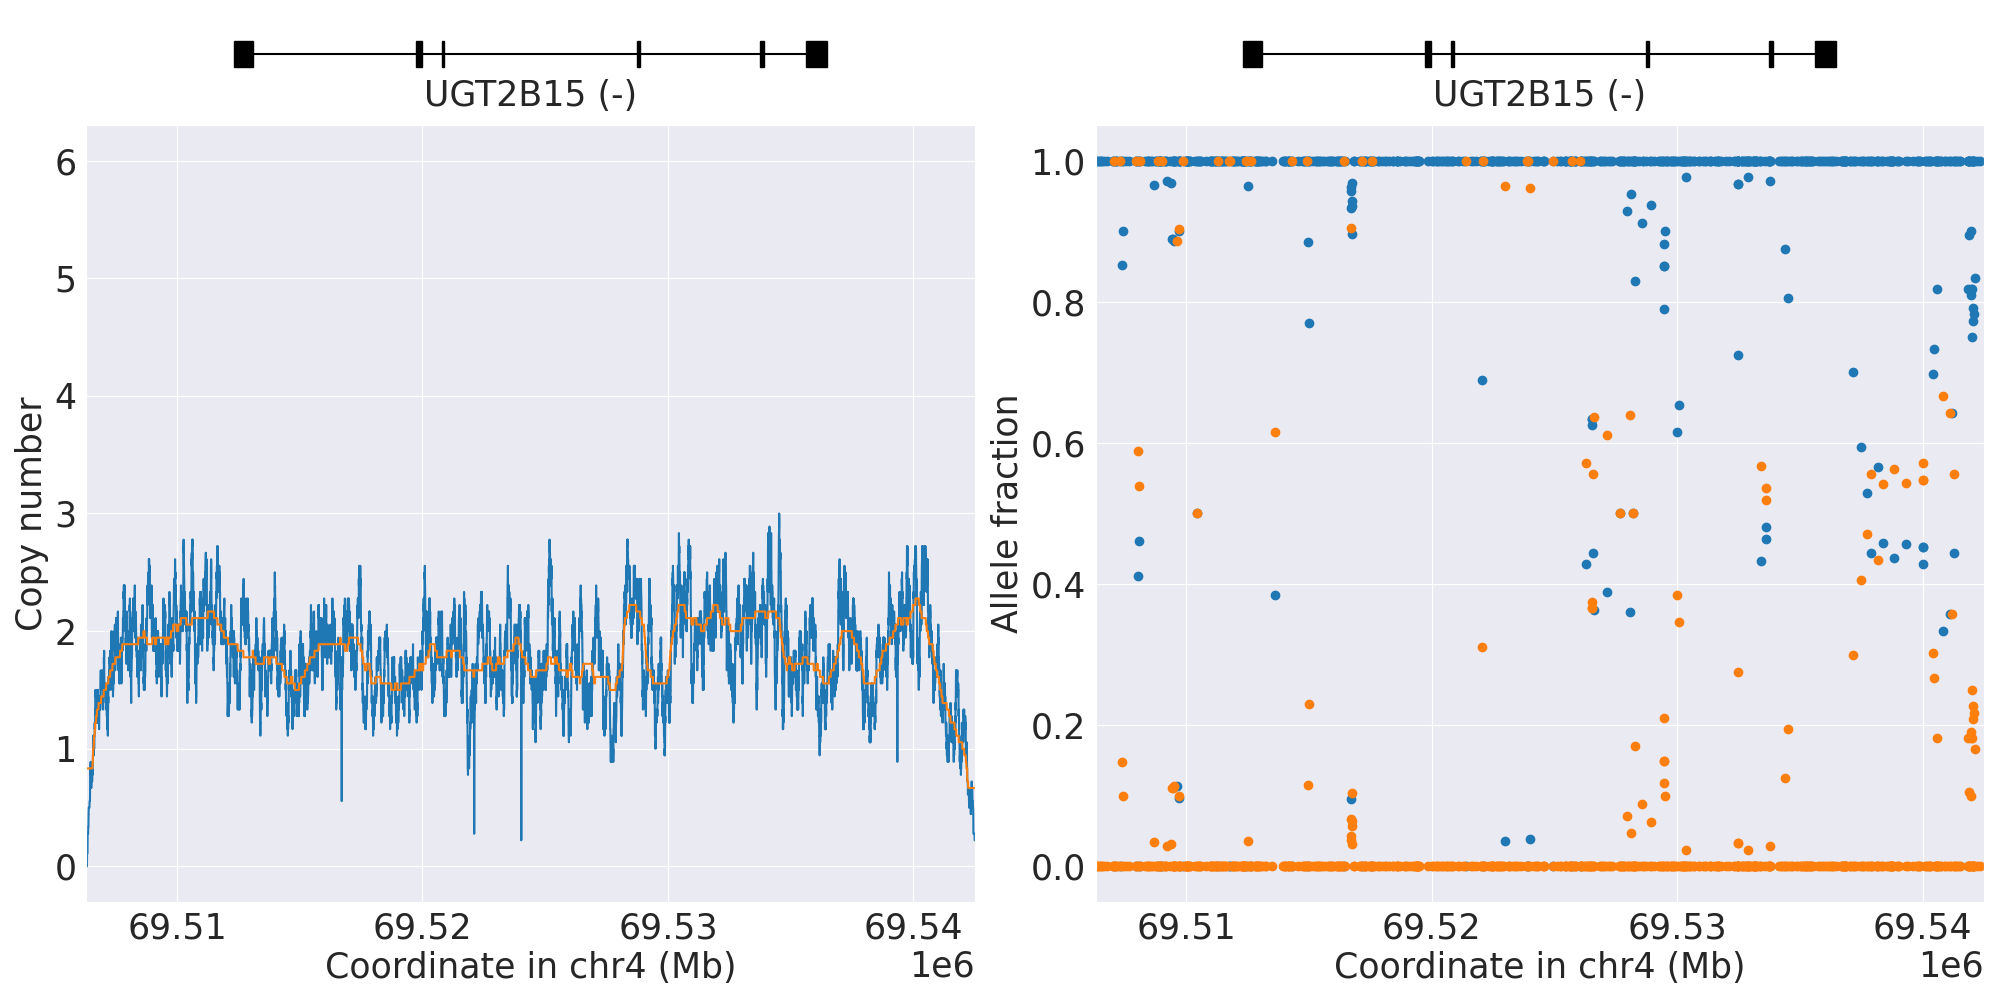 UGT2B15 (-)
6
5
4
3
2
1
0
Copy number
69.51 69.52 69.53 69.54
Coordinate in chr4 (Mb)
1e6
UGT2B15 (-)
1.0
0.8
0.6
0.4
0.2
0.0
Allele fraction
69.51 69.52 69.53 69.54
Coordinate in chr4 (Mb)
1e6